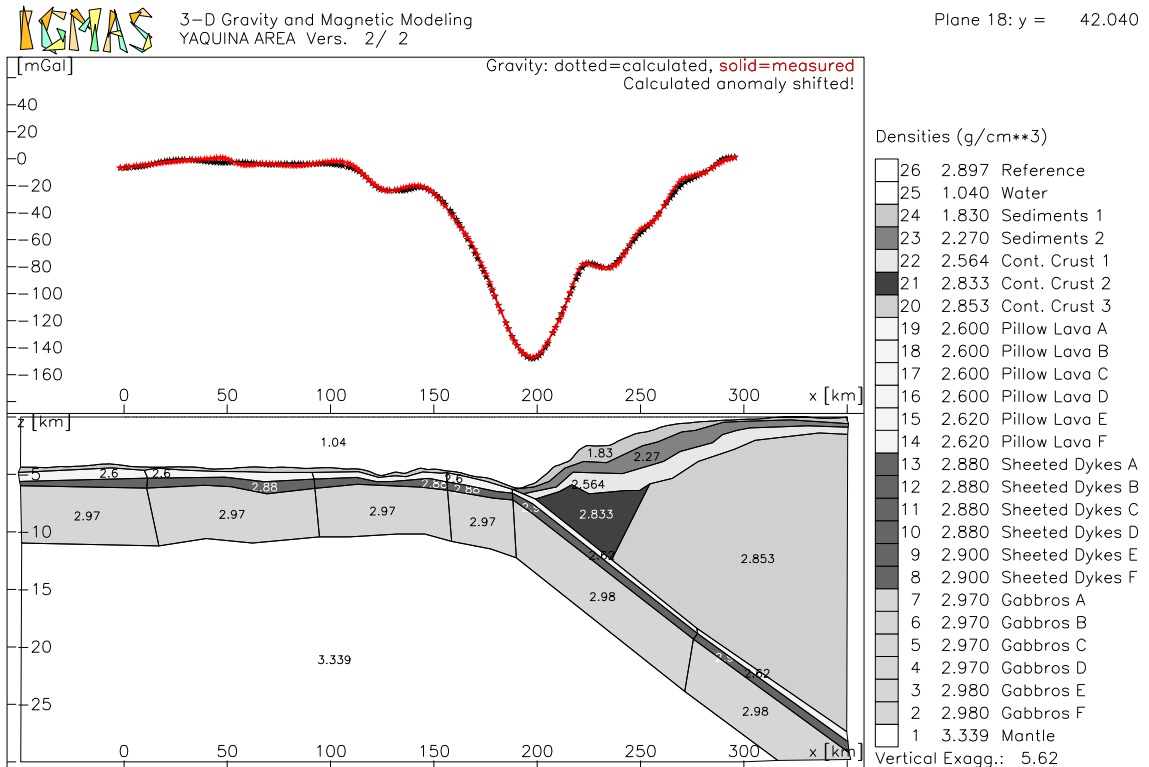 IGMAS
3-D Gravity and Magnetic Modeling
YAQUINA AREA Vers. 2/ 2
Plane 18: y = 42.040
[mGal]
Gravity: dotted=calculated, solid=measured
Calculated anomaly shifted!
40
20
0
-20
-40
-60
-80
-100
-120
-140
-160
0 50 100 150 200 250 300 x [km]
z [km]
-5
-10
-15
-20
-25
1.04
1.83
2.27
2.6 2.6
2.88
2.88 2.6
2.88
2.564
2.9
2.833
2.97 2.97 2.97 2.97
2.62
2.853
2.98
3.339
2.9
2.62
2.98
0 50 100 150 200 250 300 x [km]
Densities (g/cm**3)
26 2.897 Reference
25 1.040 Water
24 1.830 Sediments 1
23 2.270 Sediments 2
22 2.564 Cont. Crust 1
21 2.833 Cont. Crust 2
20 2.853 Cont. Crust 3
19 2.600 Pillow Lava A
18 2.600 Pillow Lava B
17 2.600 Pillow Lava C
16 2.600 Pillow Lava D
15 2.620 Pillow Lava E
14 2.620 Pillow Lava F
13 2.880 Sheeted Dykes A
12 2.880 Sheeted Dykes B
11 2.880 Sheeted Dykes C
10 2.880 Sheeted Dykes D
9 2.900 Sheeted Dykes E
8 2.900 Sheeted Dykes F
7 2.970 Gabbros A
6 2.970 Gabbros B
5 2.970 Gabbros C
4 2.970 Gabbros D
3 2.980 Gabbros E
2 2.980 Gabbros F
1 3.339 Mantle
Vertical Exagg.: 5.62